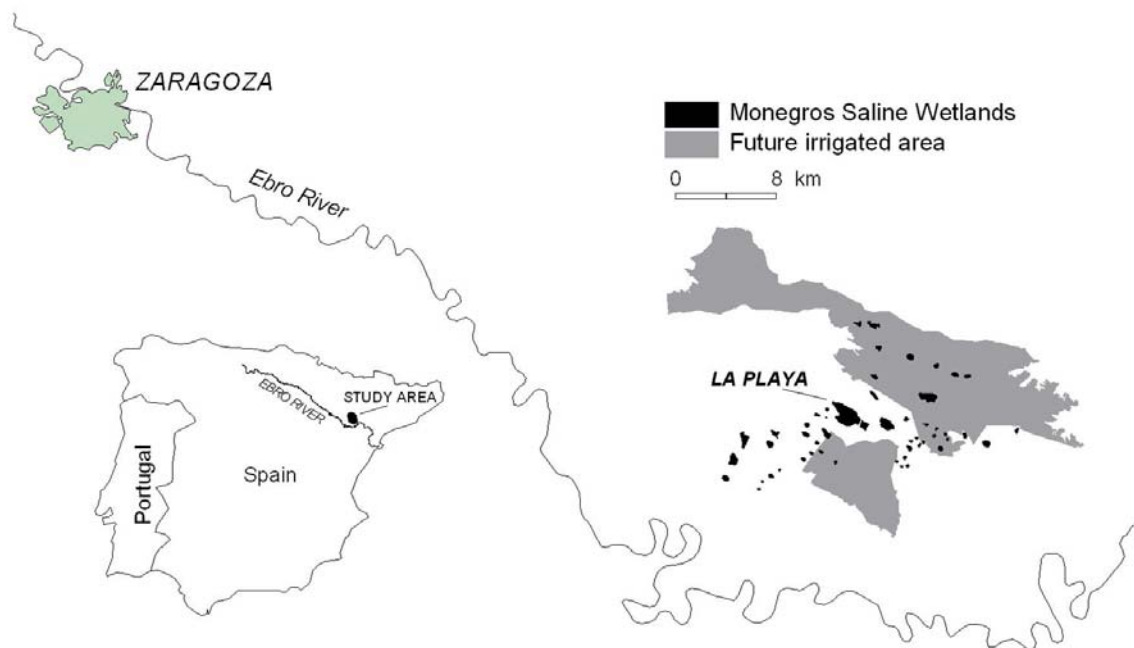 ZARAGOZA
Ebro River
Monegros Saline Wetlands
Future irrigated area
0 8 km
LA PLAYA
EBRO RIVER
STUDY AREA
Portugal
Spain